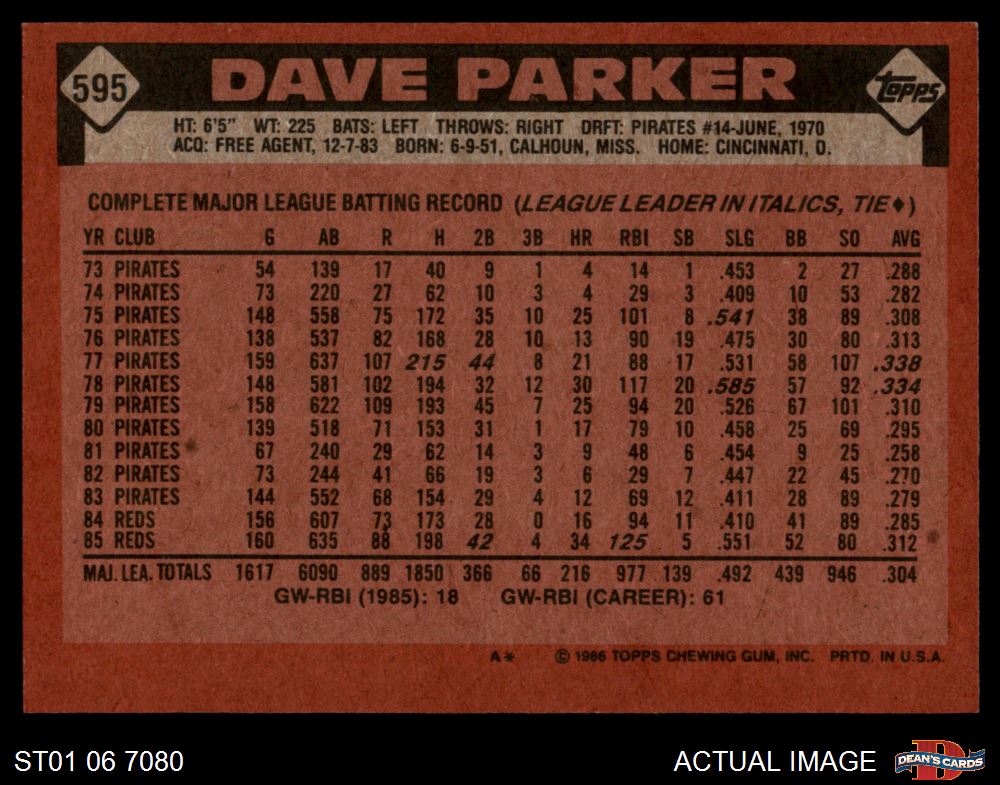 595 DAVE PARKER Topps
HT: 6'5" WT: 225 BATS: LEFT THROWS: RIGHT DRFT: PIRATES #14-JUNE, 1970
ACQ: FREE AGENT, 12-7-83 BORN: 6-9-51, CALHOUN, MISS. HOME: CINCINNATI, O.
COMPLETE MAJOR LEAGUE BATTING RECORD (LEAGUE LEADER IN ITALICS, TIE♦)
YR CLUB G AB R H 2B 3B HR RBI SB SLG BB SO AVG
73 PIRATES 54 139 17 40 9 1 4 14 1 .453 2 27 .288
74 PIRATES 73 220 27 62 10 3 4 29 3 .409 10 53 .282
75 PIRATES 148 558 75 172 35 10 25 101 8 .541 38 89 .308
76 PIRATES 138 537 82 168 28 10 13 90 19 .475 30 80 .313
77 PIRATES 159 637 107 215 44 8 21 88 17 .531 58 107 .338
78 PIRATES 148 581 102 194 32 12 30 117 20 .585 57 92 .334
79 PIRATES 158 622 109 193 45 7 25 94 20 .526 67 101 .310
80 PIRATES 139 518 71 153 31 1 17 79 10 .458 25 69 .295
81 PIRATES 67 240 29 62 14 3 9 48 6 .454 9 25 .258
82 PIRATES 73 244 41 66 19 3 6 29 7 .447 22 45 .270
83 PIRATES 144 552 68 154 29 4 12 69 12 .411 28 89 .279
84 REDS 156 607 73 173 28 0 16 94 11 .410 41 89 .285
85 REDS 160 635 88 198 42 4 34 125 5 .551 52 80 .312
MAJ. LEA. TOTALS 1617 6090 889 1850 366 66 216 977 139 .492 439 946 .304
GW-RBI (1985): 18 GW-RBI (CAREER): 61
A* © 1986 TOPPS CHEWING GUM, INC. PRTD. IN U.S.A.
ST01 06 7080 ACTUAL IMAGE DEAN'S CARDS